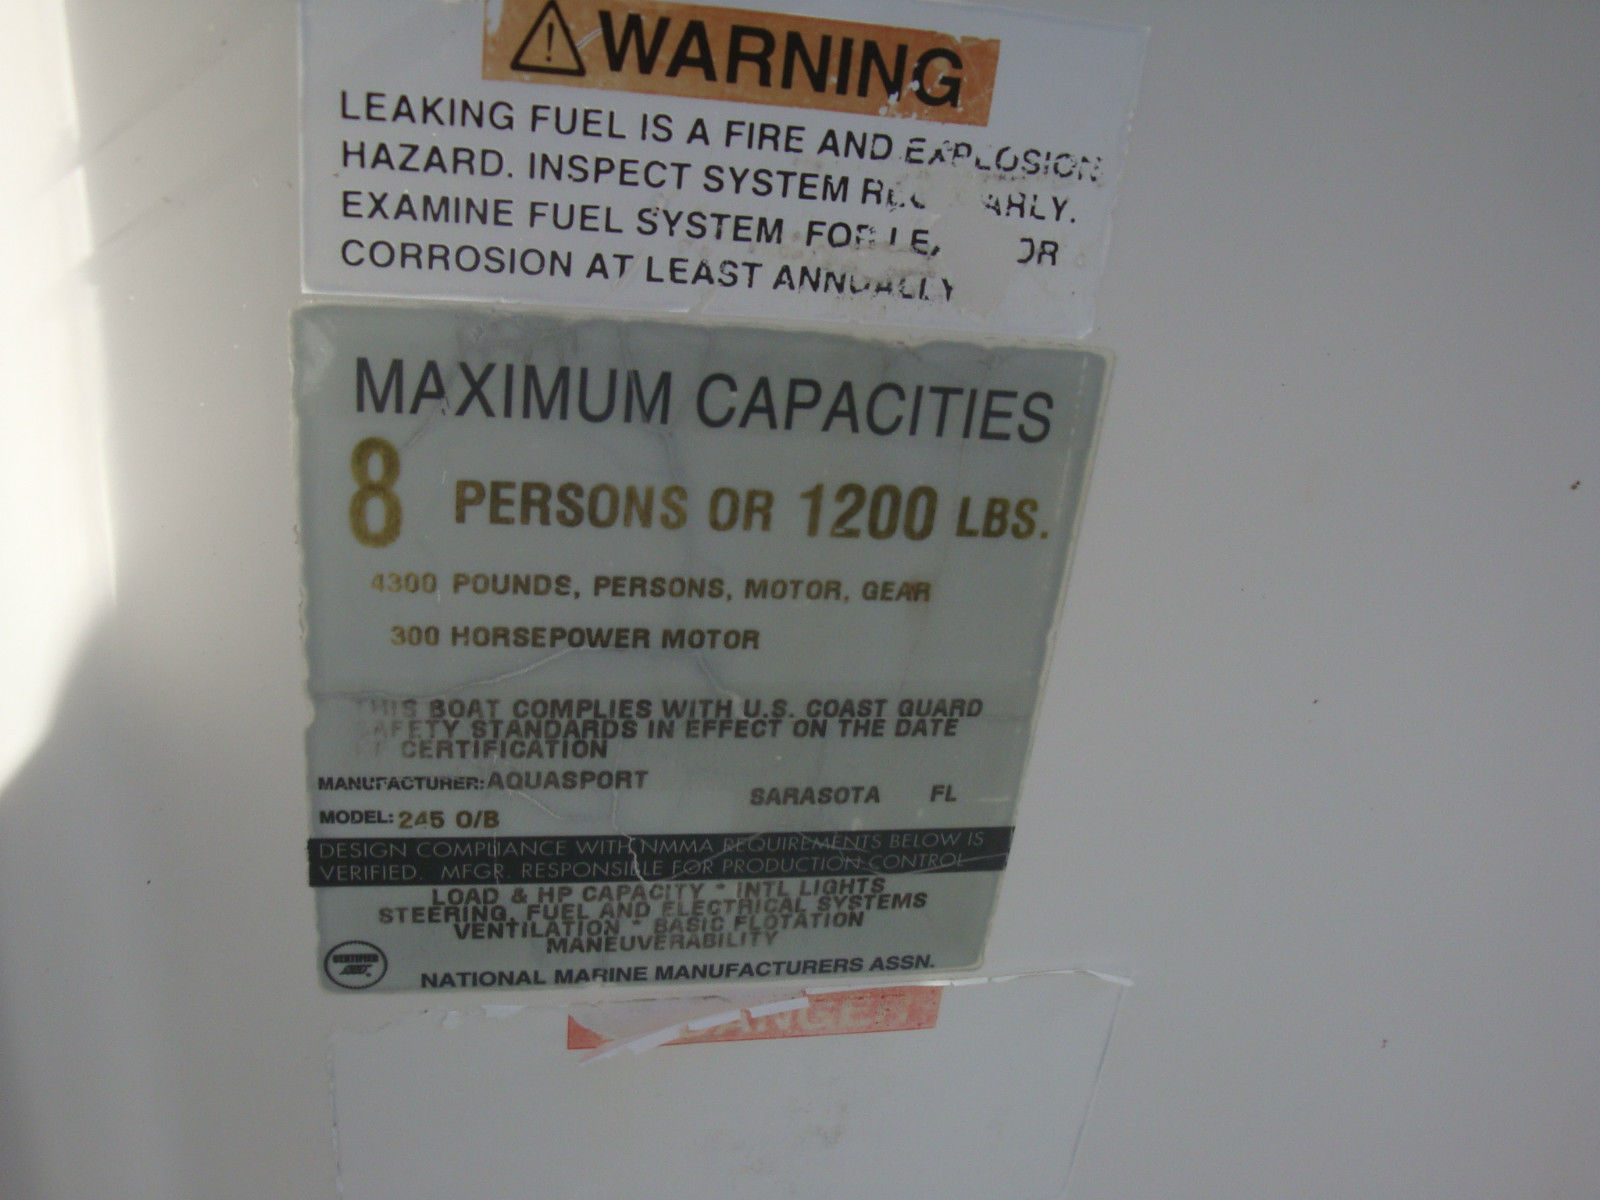 WARNING
LEAKING FUEL IS A FIRE AND EXPLOSION
HAZARD. INSPECT SYSTEM
EXAMINE FUEL SYSTEM FOR OR
CORROSION AT LEAST ANNUALLY
MAXIMUM CAPACITIES
8 PERSONS OR 1200 LBS.
4300 POUNDS, PERSONS, MOTOR, GEAR
300 HORSEPOWER MOTOR
THIS BOAT COMPLIES WITH U.S. COAST GUARD
SAFETY STANDARDS IN EFFECT ON THE DATE
CERTIFICATION
MANUFACTURER: AQUASPORT
SARASOTA FL
MODEL: 245 O/B
DESIGN COMPLIANCE WITH NMMA REQUIREMENTS BELOW IS
VERIFIED. MFGR. RESPONSIBLE FOR PRODUCTION CONTROL
LOAD & HP CAPACITY * INTL LIGHTS
STEERING, FUEL AND ELECTRICAL SYSTEMS
VENTILATION * BASIC FLOTATION
MANEUVERABILITY
CERTIFIED
NATIONAL MARINE MANUFACTURERS ASSN.
DANGER